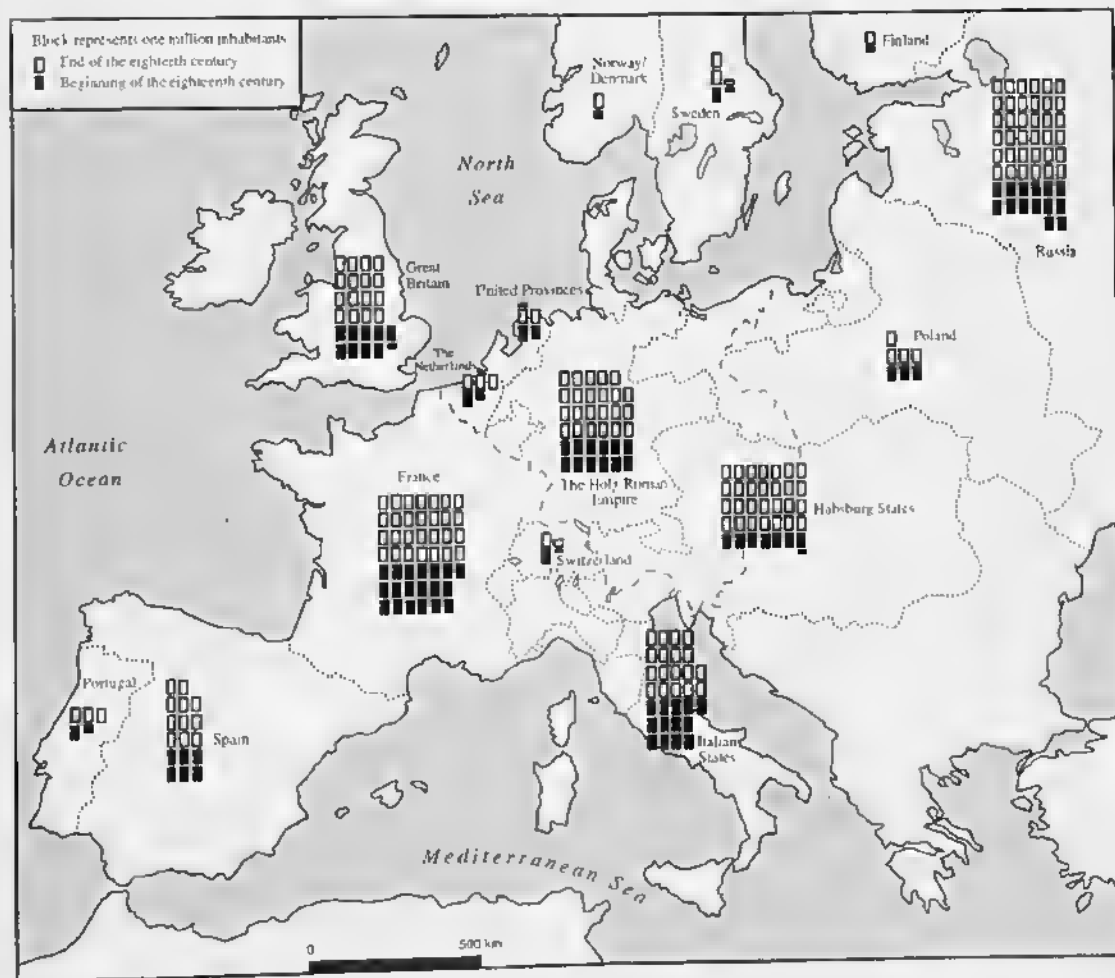 Block represents one million inhabitants
End of the eighteenth century
Beginning of the eighteenth century
Finland
Norway/
Denmark
Sweden
North
Sea
Russia
Great
Britain
United Provinces
The
Netherlands
Poland
Atlantic
Ocean
France
The Holy Roman
Empire
Habsburg States
Switzerland
Portugal
Spain
Italian
States
Mediterranean Sea
0
500 km